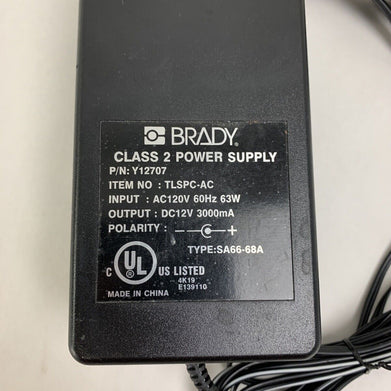 BRADY.
CLASS 2 POWER SUPPLY
P/N: Y12707
ITEM NO : TLSPC-AC
INPUT : AC120V 60Hz 63W
OUTPUT : DC12V 3000mA
POLARITY : - +
TYPE:SA66-68A
C UL US LISTED
4K19
E139110
MADE IN CHINA